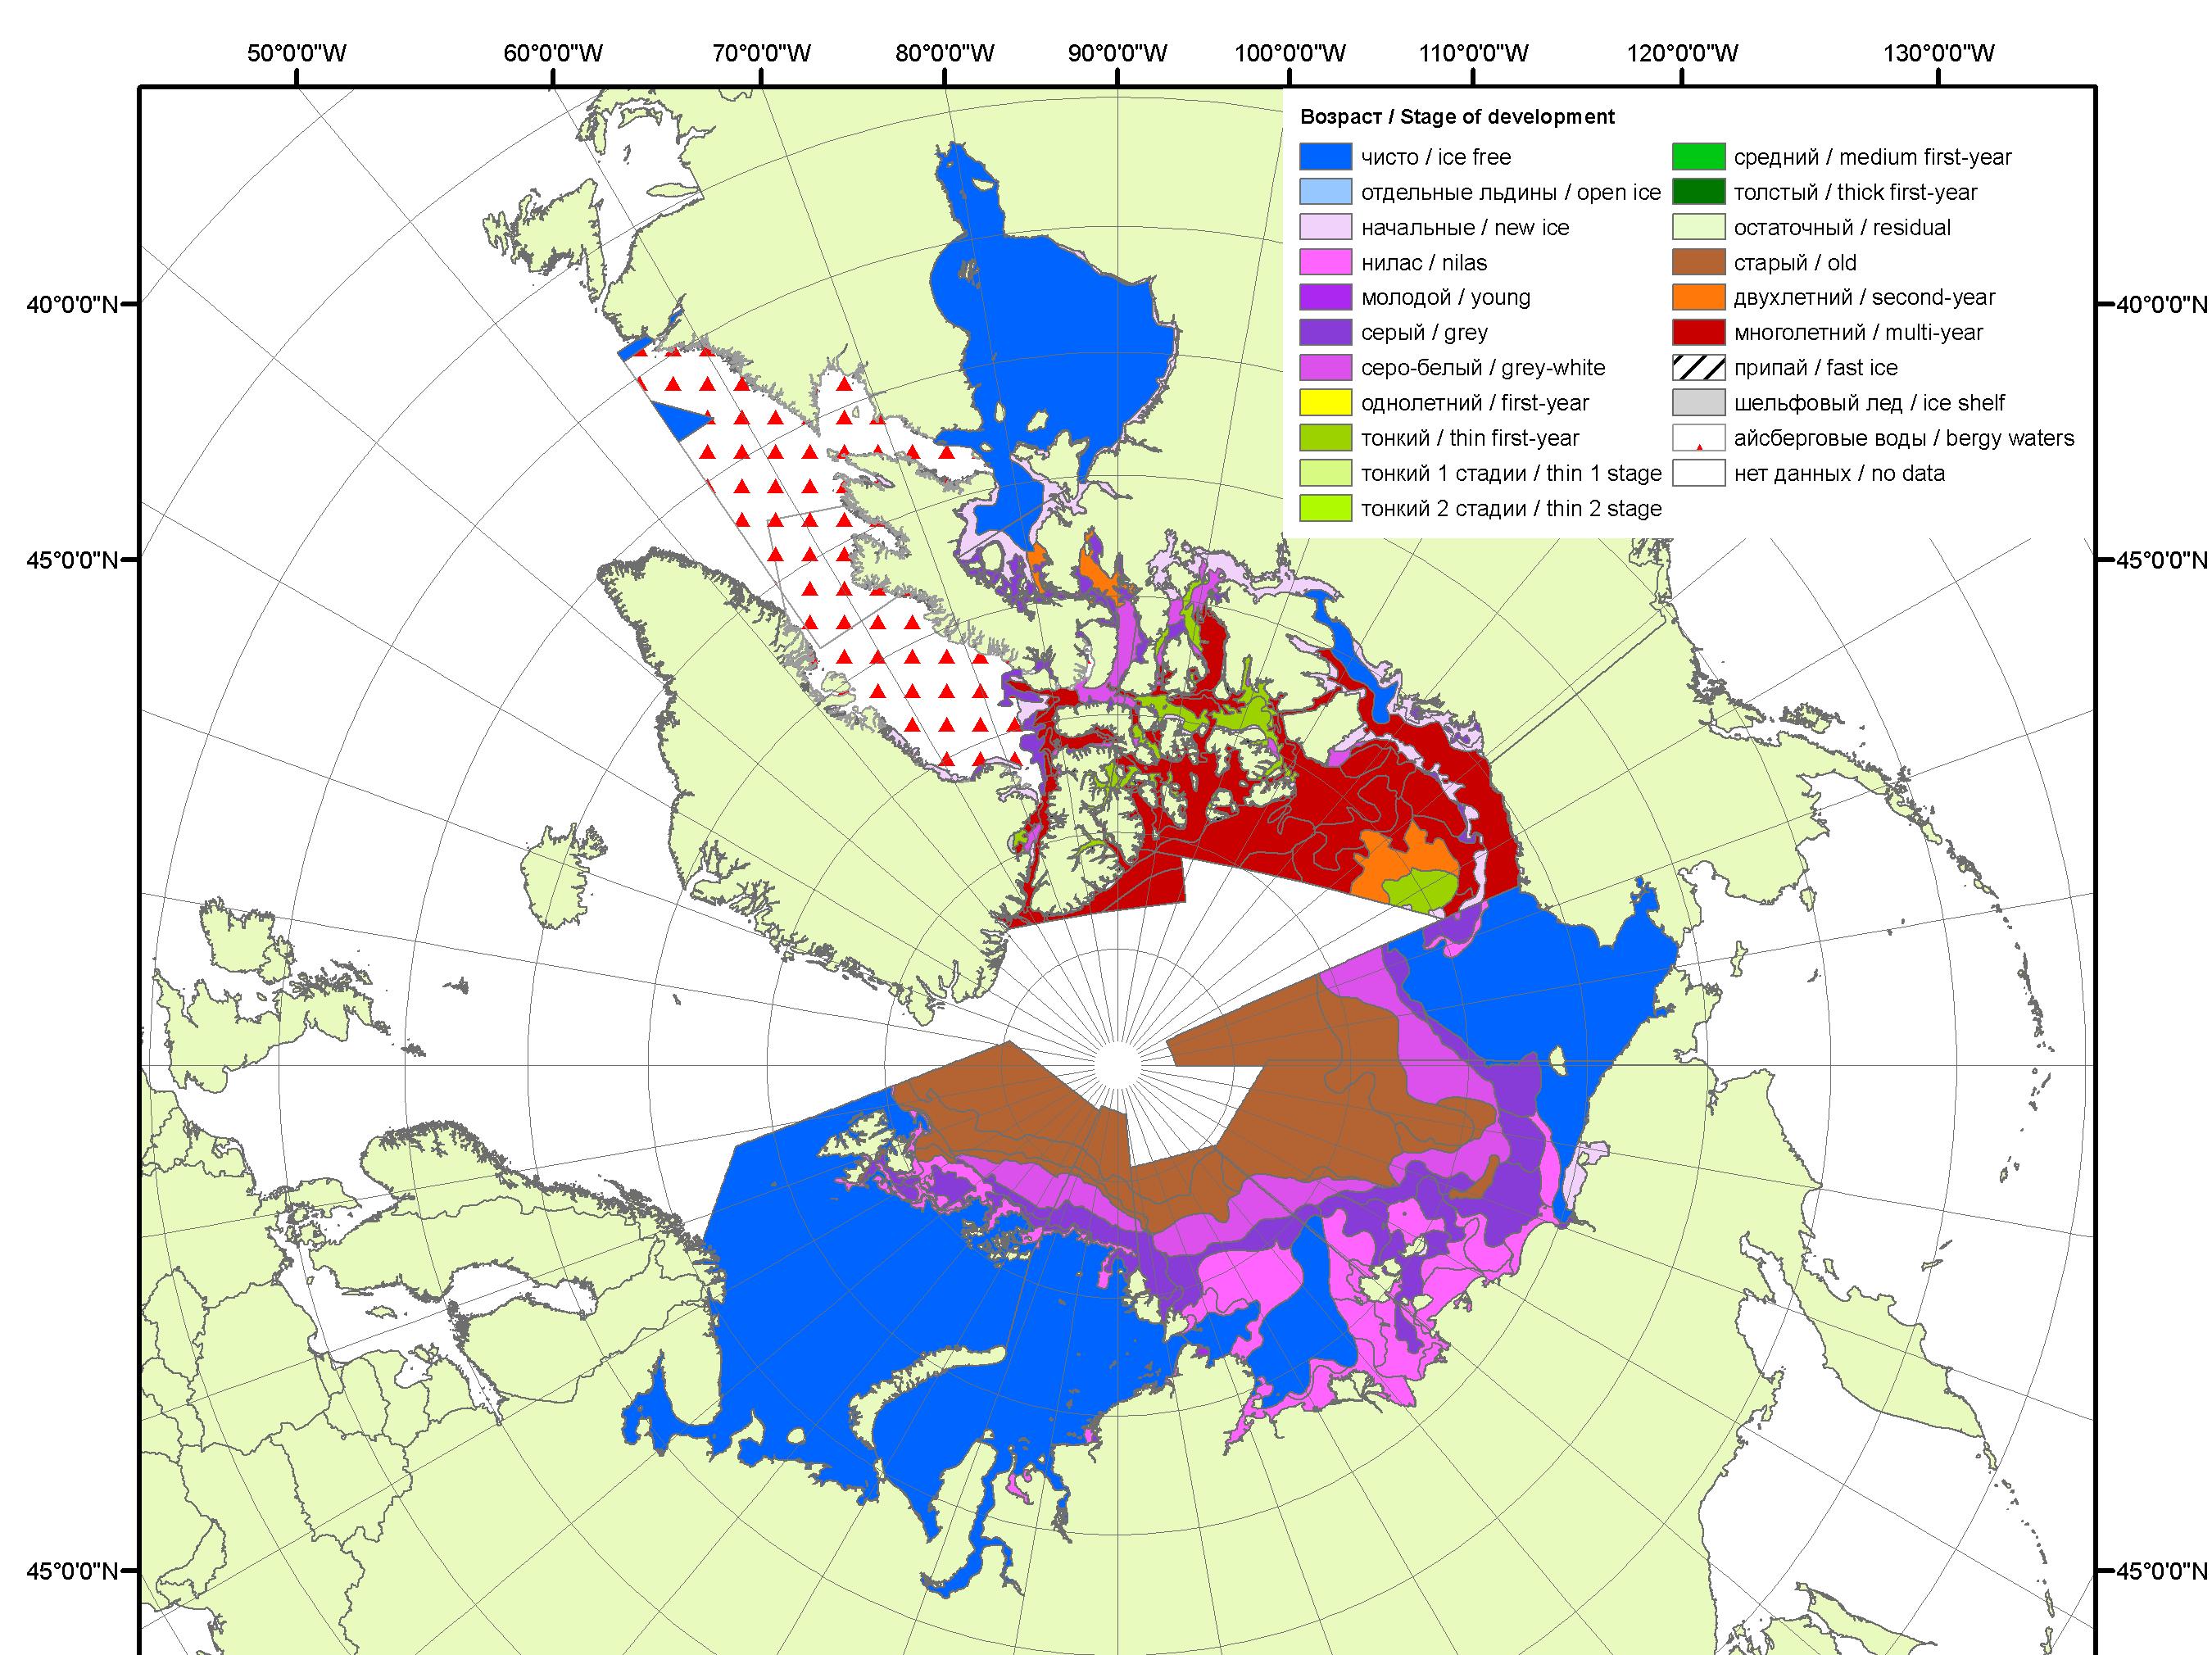 50°0'0"W 60°0'0"W 70°0'0"W 80°0'0"W 90°0'0"W 100°0'0"W 110°0'0"W 120°0'0"W 130°0'0"W
Возраст / Stage of development
чисто / ice free
отдельные льдины / open ice
начальные / new ice
нилас / nilas
молодой / young
серый / grey
серо-белый / grey-white
однолетний / first-year
тонкий / thin first-year
тонкий 1 стадии / thin 1 stage
тонкий 2 стадии / thin 2 stage
средний / medium first-year
толстый / thick first-year
остаточный / residual
старый / old
двухлетний / second-year
многолетний / multi-year
припай / fast ice
шельфовый лед / ice shelf
айсберговые воды / bergy waters
нет данных / no data
40°0'0"N 40°0'0"N
45°0'0"N 45°0'0"N
45°0'0"N 45°0'0"N